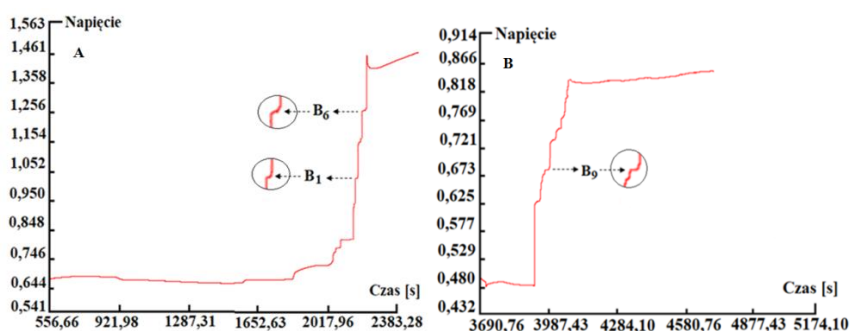 1,563
Napięcie
1,461
A
1,358
1,256
B6
1,154
1,052
B1
0,950
0,848
0,746
0,644
Czas [s]
0,541
556,66 921,98 1287,31 1652,63 2017,96 2383,28
0,914
Napięcie
0,866
B
0,818
0,769
0,721
0,673
B9
0,625
0,577
0,529
0,480
Czas [s]
0,432
3690,76 3987,43 4284,10 4580,76 4877,43 5174,10